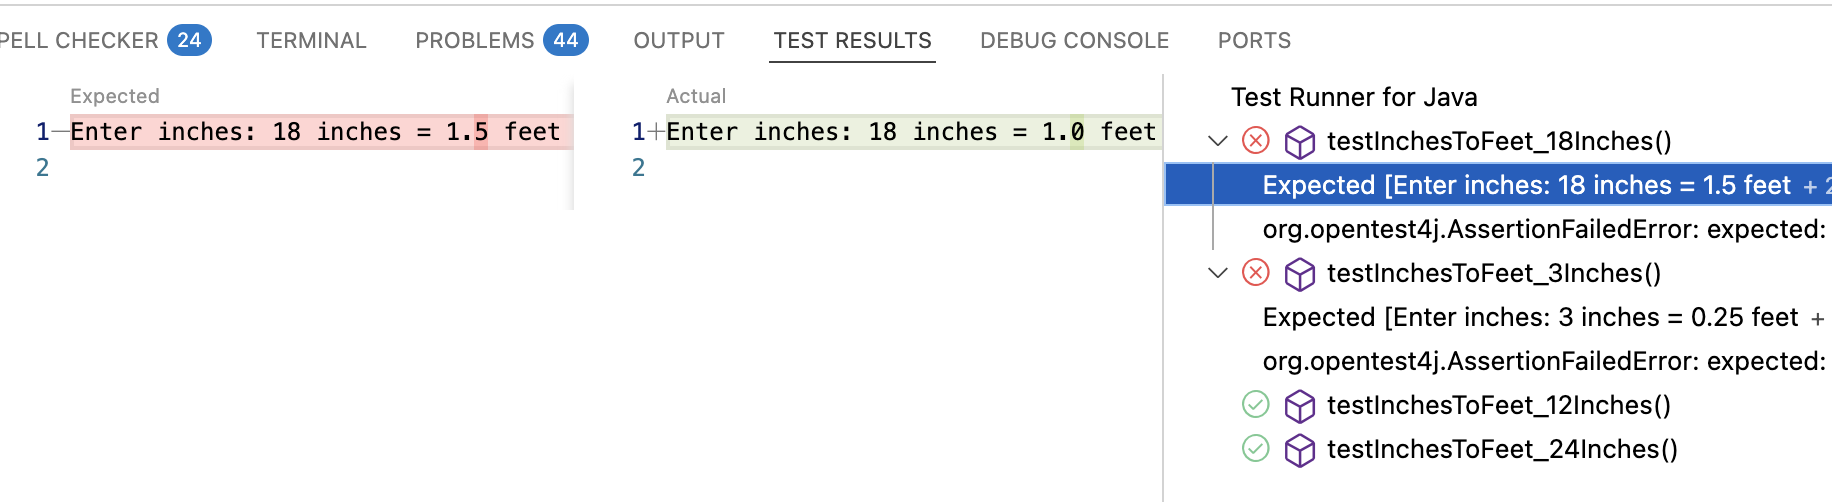 PELL CHECKER 24 TERMINAL PROBLEMS 44 OUTPUT TEST RESULTS DEBUG CONSOLE PORTS
Expected
1 Enter inches: 18 inches = 1.5 feet
2
Actual
1 Enter inches: 18 inches = 1.0 feet
2
Test Runner for Java
testInchesToFeet_18Inches()
Expected [Enter inches: 18 inches = 1.5 feet + 2
org.opentest4j.AssertionFailedError: expected:
testInchesToFeet_3Inches()
Expected [Enter inches: 3 inches = 0.25 feet +
org.opentest4j.AssertionFailedError: expected:
testInchesToFeet_12Inches()
testInchesToFeet_24Inches()